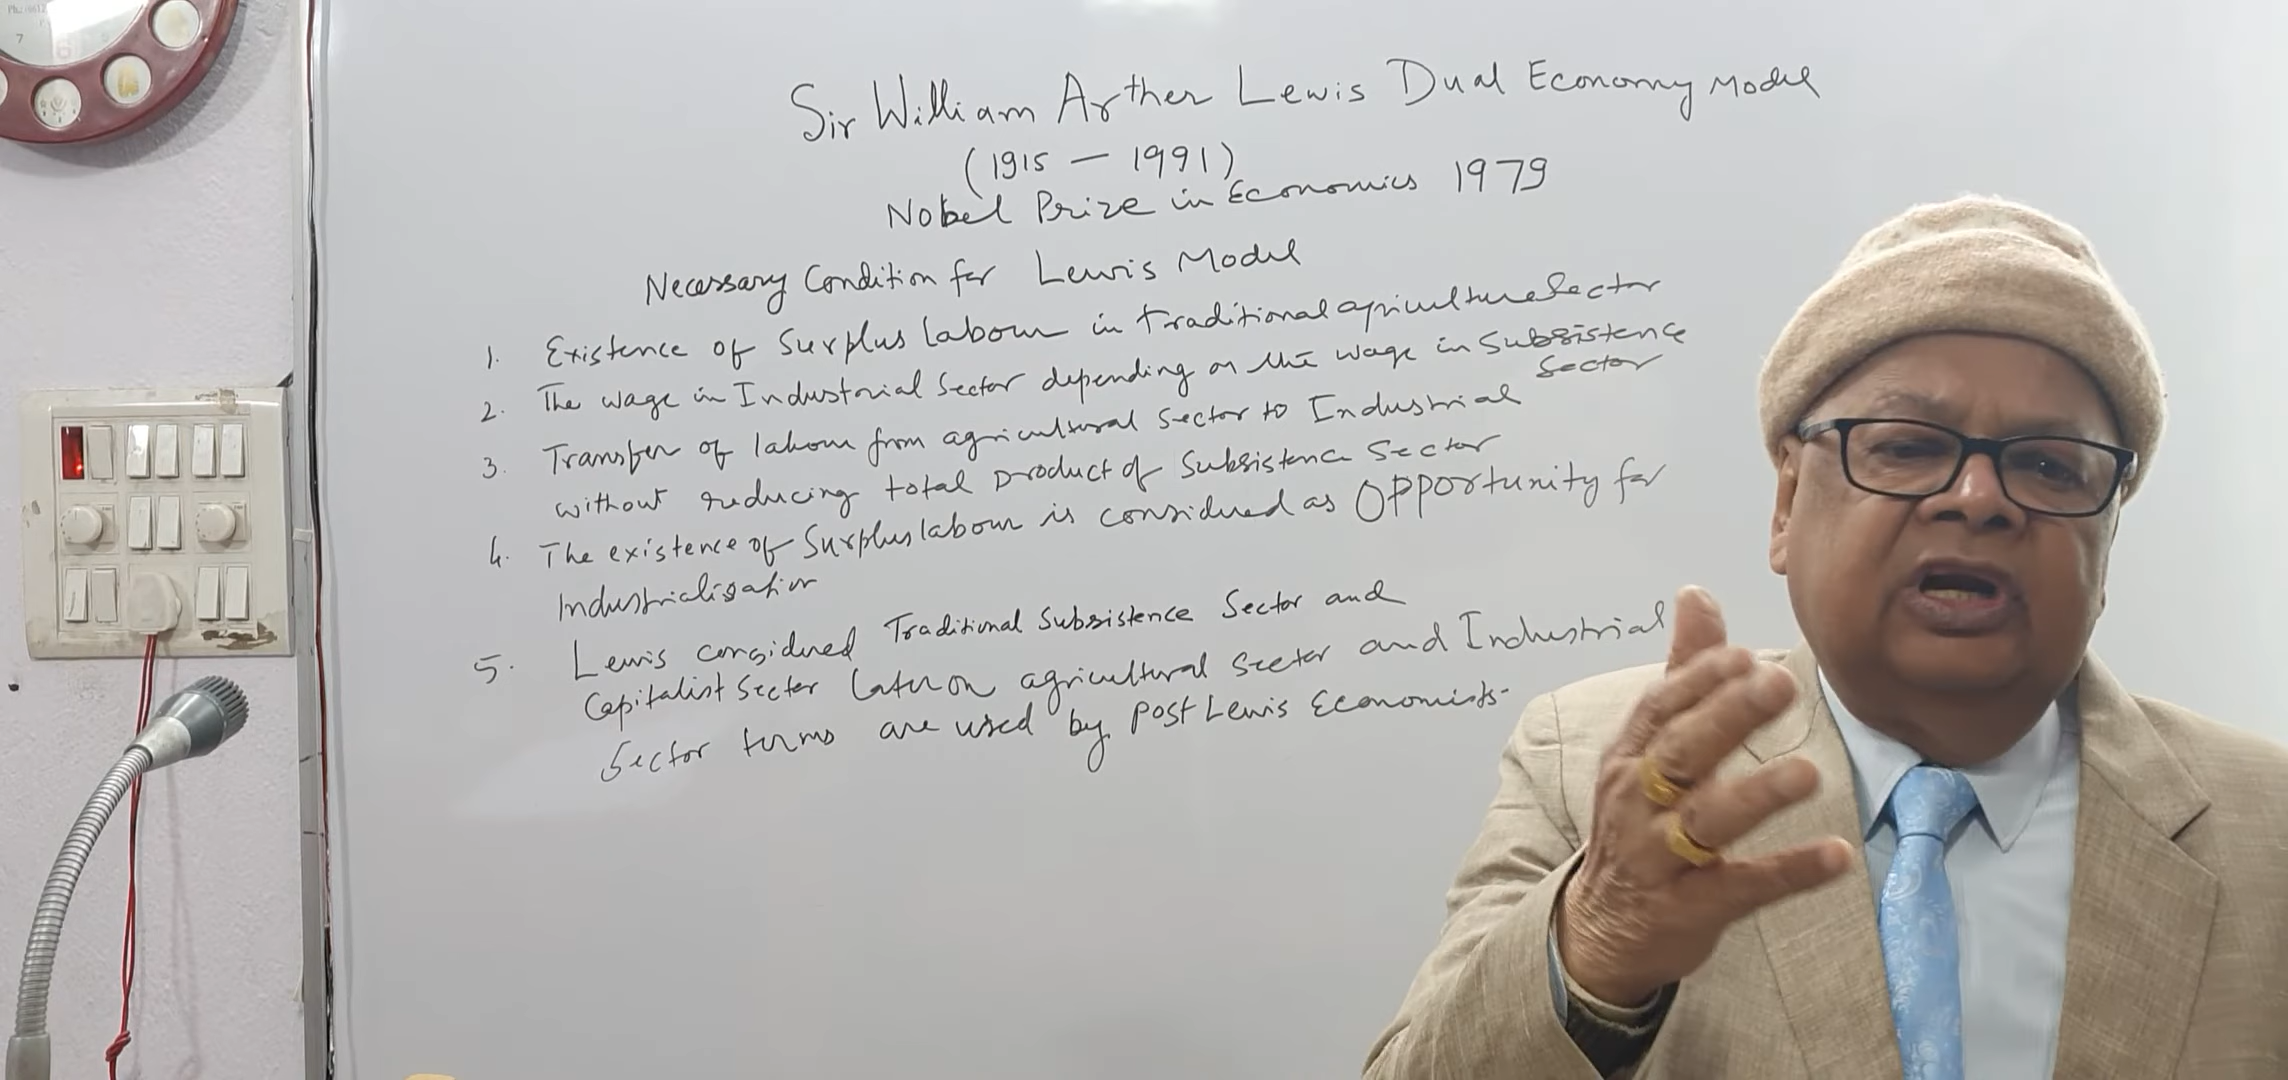 Sir William Arther Lewis Dual Economy Model
(1915 — 1991)
Nobel Prize in Economics 1979
Necessary Condition for Lewis Model
1. Existence of Surplus labour in traditional agriculture Sector
2. The wage in Industrial Sector depending on the wage in Subsistence
Sector
3. Transfer of labour from agricultural Sector to Industrial
without reducing total product of Subsistence Sector
4. The existence of Surplus labour is considered as Opportunity for
Industrialisation
5. Lewis considered Traditional Subsistence Sector and
Capitalist Sector later on agricultural Sector and Industrial
Sector terms are used by Post Lewis Economists.
7
6